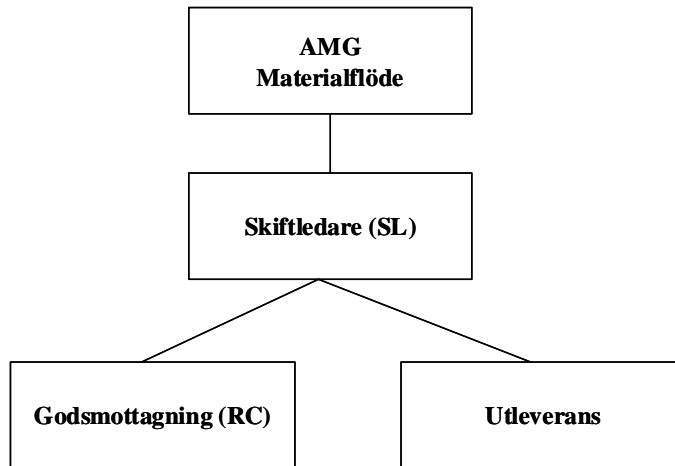 AMG
Materialflöde
Skiftledare (SL)
Godsmottagning (RC)
Utleverans